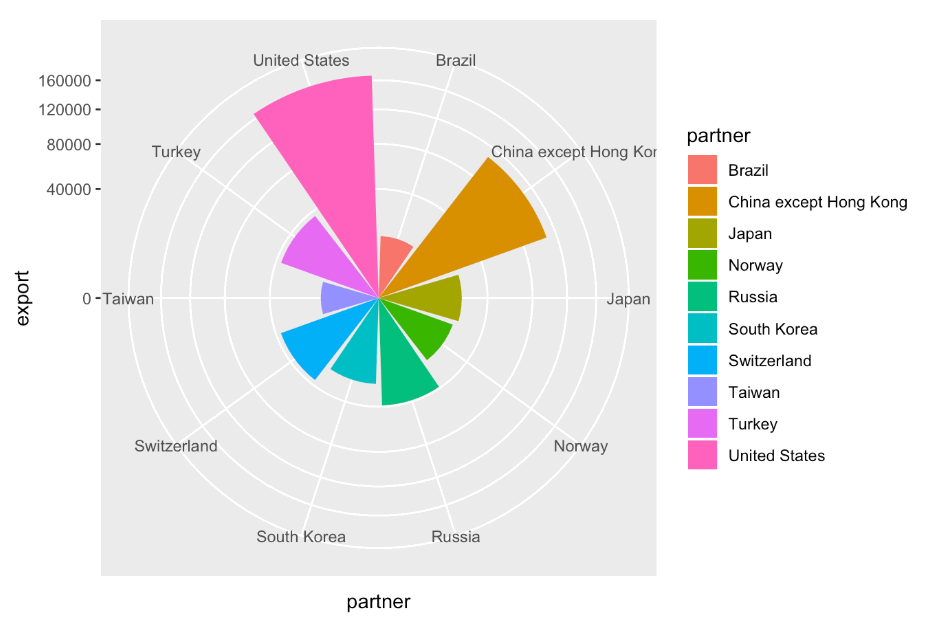 United States
Brazil
160000
120000
80000
Turkey
China except Hong Kor
40000
export
0
Taiwan
Japan
Switzerland
Norway
South Korea
Russia
partner
partner
Brazil
China except Hong Kong
Japan
Norway
Russia
South Korea
Switzerland
Taiwan
Turkey
United States